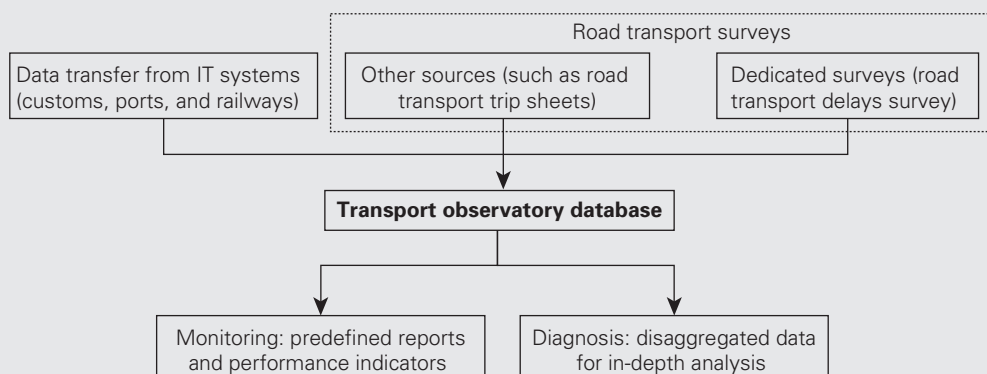 Road transport surveys
Data transfer from IT systems
(customs, ports, and railways)
Other sources (such as road
transport trip sheets)
Dedicated surveys (road
transport delays survey)
Transport observatory database
Monitoring: predefined reports
and performance indicators
Diagnosis: disaggregated data
for in-depth analysis